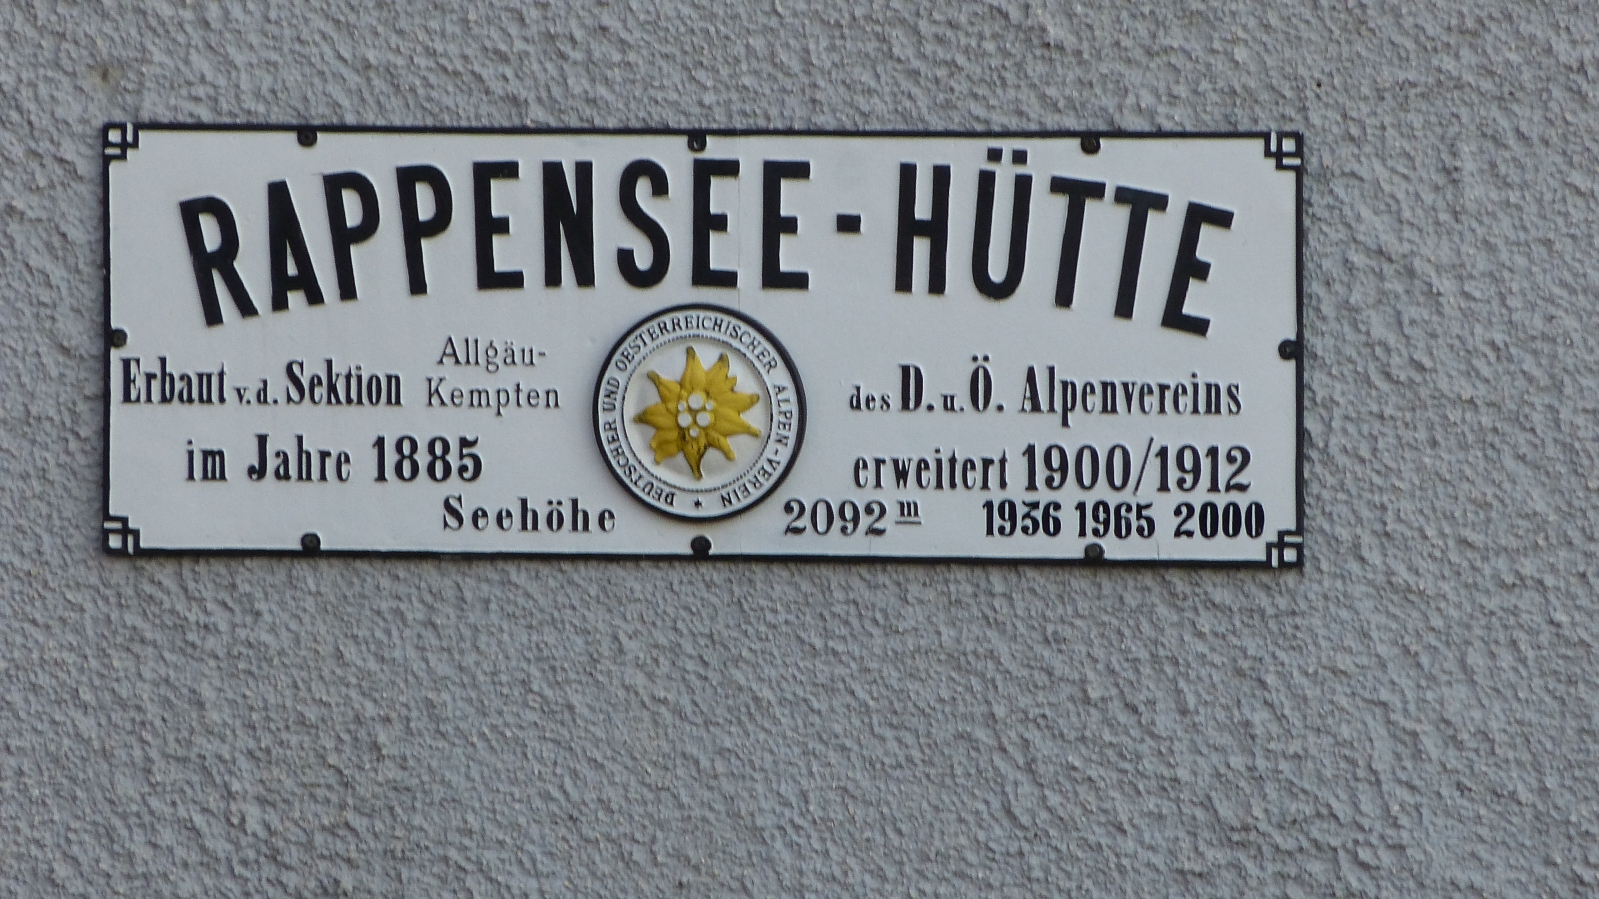 RAPPENSEE-HÜTTE
Erbaut v.d. Sektion Allgäu-Kempten des D. u. Ö. Alpenvereins
im Jahre 1885 erweitert 1900/1912
Seehöhe 2092 m 1936 1965 2000
DEUTSCHER UND OESTERREICHISCHER ALPEN-VEREIN